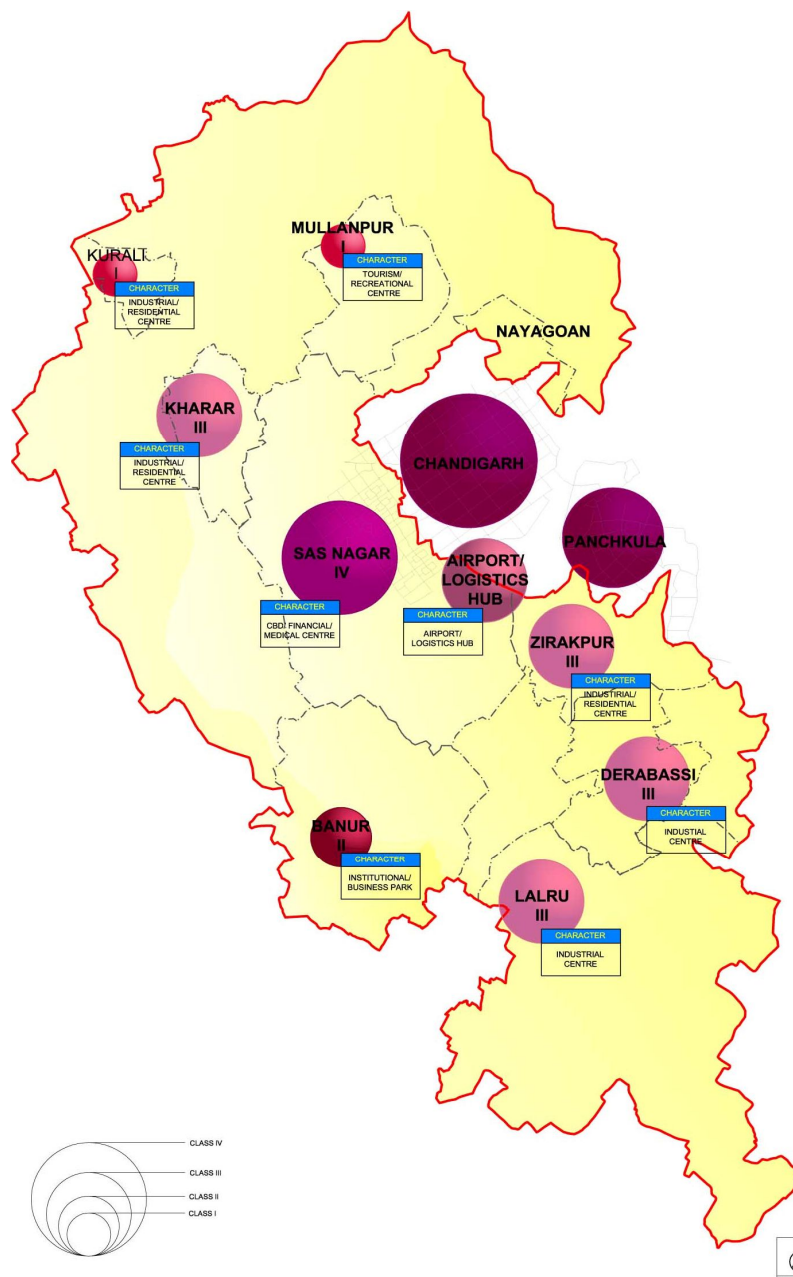 MULLANPUR
I
CHARACTER
TOURISM/
RECREATIONAL
CENTRE
KURALI
I
CHARACTER
INDUSTRIAL/
RESIDENTIAL
CENTRE
NAYAGOAN
KHARAR
III
CHARACTER
INDUSTRIAL/
RESIDENTIAL
CENTRE
CHANDIGARH
PANCHKULA
SAS NAGAR
IV
CHARACTER
CBD/ FINANCIAL/
MEDICAL CENTRE
AIRPORT/
LOGISTICS
HUB
CHARACTER
AIRPORT/
LOGISTICS HUB
ZIRAKPUR
III
CHARACTER
INDUSTIRIAL/
RESIDENTIAL
CENTRE
DERABASSI
III
CHARACTER
INDUSTIAL
CENTRE
BANUR
II
CHARACTER
INSTITUTIONAL/
BUSINESS PARK
LALRU
III
CHARACTER
INDUSTRIAL
CENTRE
CLASS IV
CLASS III
CLASS II
CLASS I